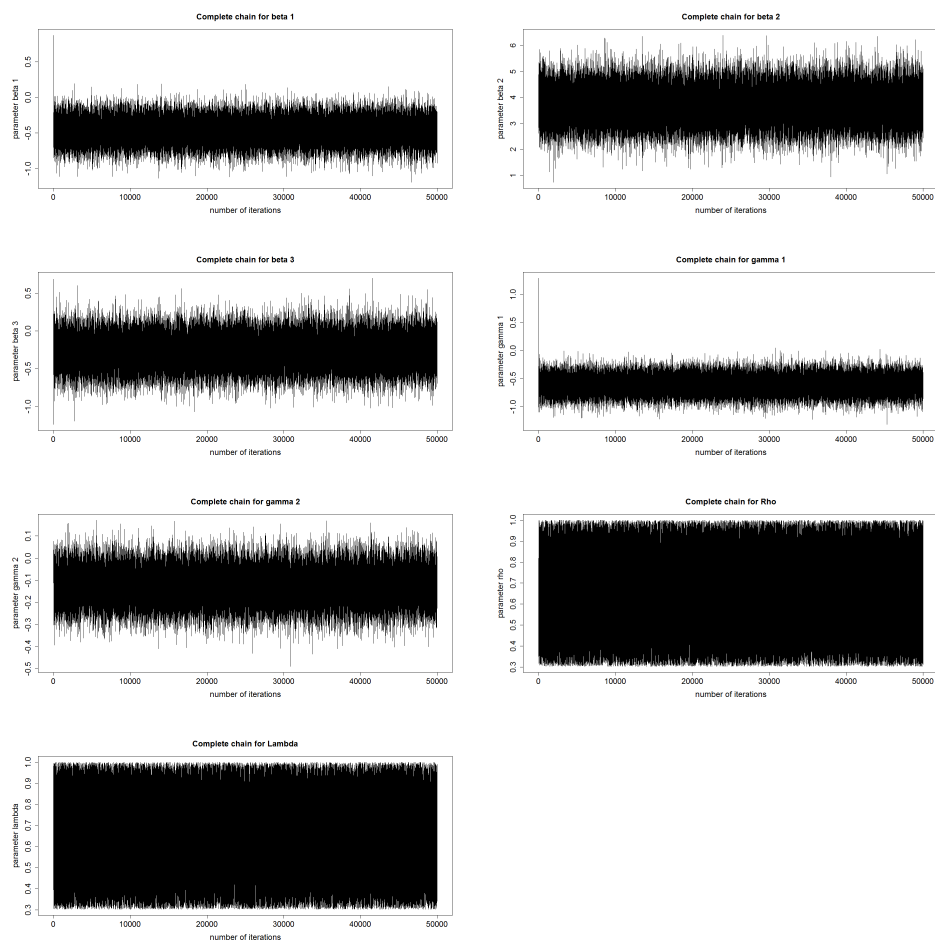 Complete chain for beta 1
parameter beta 1
-1.0 -0.5 0.0 0.5
0 10000 20000 30000 40000 50000
number of iterations
Complete chain for beta 2
parameter beta 2
1 2 3 4 5 6
0 10000 20000 30000 40000 50000
number of iterations
Complete chain for beta 3
parameter beta 3
-1.0 -0.5 0.0 0.5
0 10000 20000 30000 40000 50000
number of iterations
Complete chain for gamma 1
parameter gamma 1
-1.0 -0.5 0.0 0.5 1.0
0 10000 20000 30000 40000 50000
number of iterations
Complete chain for gamma 2
parameter gamma 2
-0.5 -0.4 -0.3 -0.2 -0.1 0.0 0.1
0 10000 20000 30000 40000 50000
number of iterations
Complete chain for Rho
parameter rho
0.3 0.4 0.5 0.6 0.7 0.8 0.9 1.0
0 10000 20000 30000 40000 50000
number of iterations
Complete chain for Lambda
parameter lambda
0.3 0.4 0.5 0.6 0.7 0.8 0.9 1.0
0 10000 20000 30000 40000 50000
number of iterations